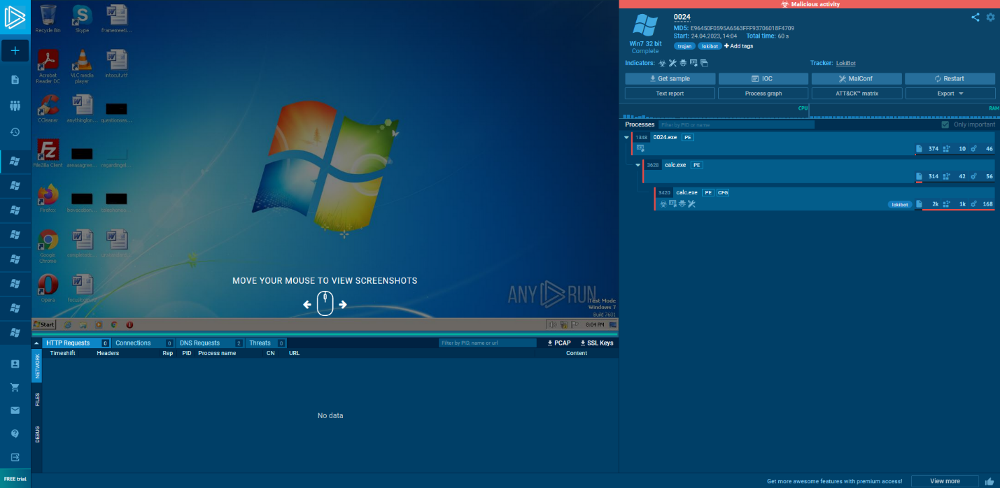 Recycle Bin
Skype
framemeeti...
Acrobat
Reader DC
VLC media
player
intocut.rtf
CCleaner
anythinglon...
questionsas...
FileZilla Client
areasagree...
regardingel...
Firefox
telephones...
Google
Chrome
Opera
MOVE YOUR MOUSE TO VIEW SCREENSHOTS
ANY RUN
Test Mode
Windows 7
Build 7601
Start
8:04 PM
HTTP Requests 0
Connections 0
DNS Requests 2
Threats 0
Filter by PID, name or url
PCAP
SSL Keys
NETWORK
FILES
DEBUG
Timeshift Headers Rep PID Process name CN URL Content
No data
FREE trial
Malicious activity
Win7 32 bit
Complete
0024
MD5: E96450F0595A6563FFF93706018F4709
Start: 24.04.2023, 14:04 Total time: 60 s
trojan lokibot + Add tags
Indicators:
Tracker: LokiBot
Get sample
IOC
MalConf
Restart
Text report
Process graph
ATT&CK™ matrix
Export
CPU
RAM
Processes
Filter by PID or name
Only important
1348 0024.exe PE
374 10 46
3628 calc.exe PE
314 42 56
3420 calc.exe PE CFG
lokibot 2k 1k 168
Get more awesome features with premium access!
View more